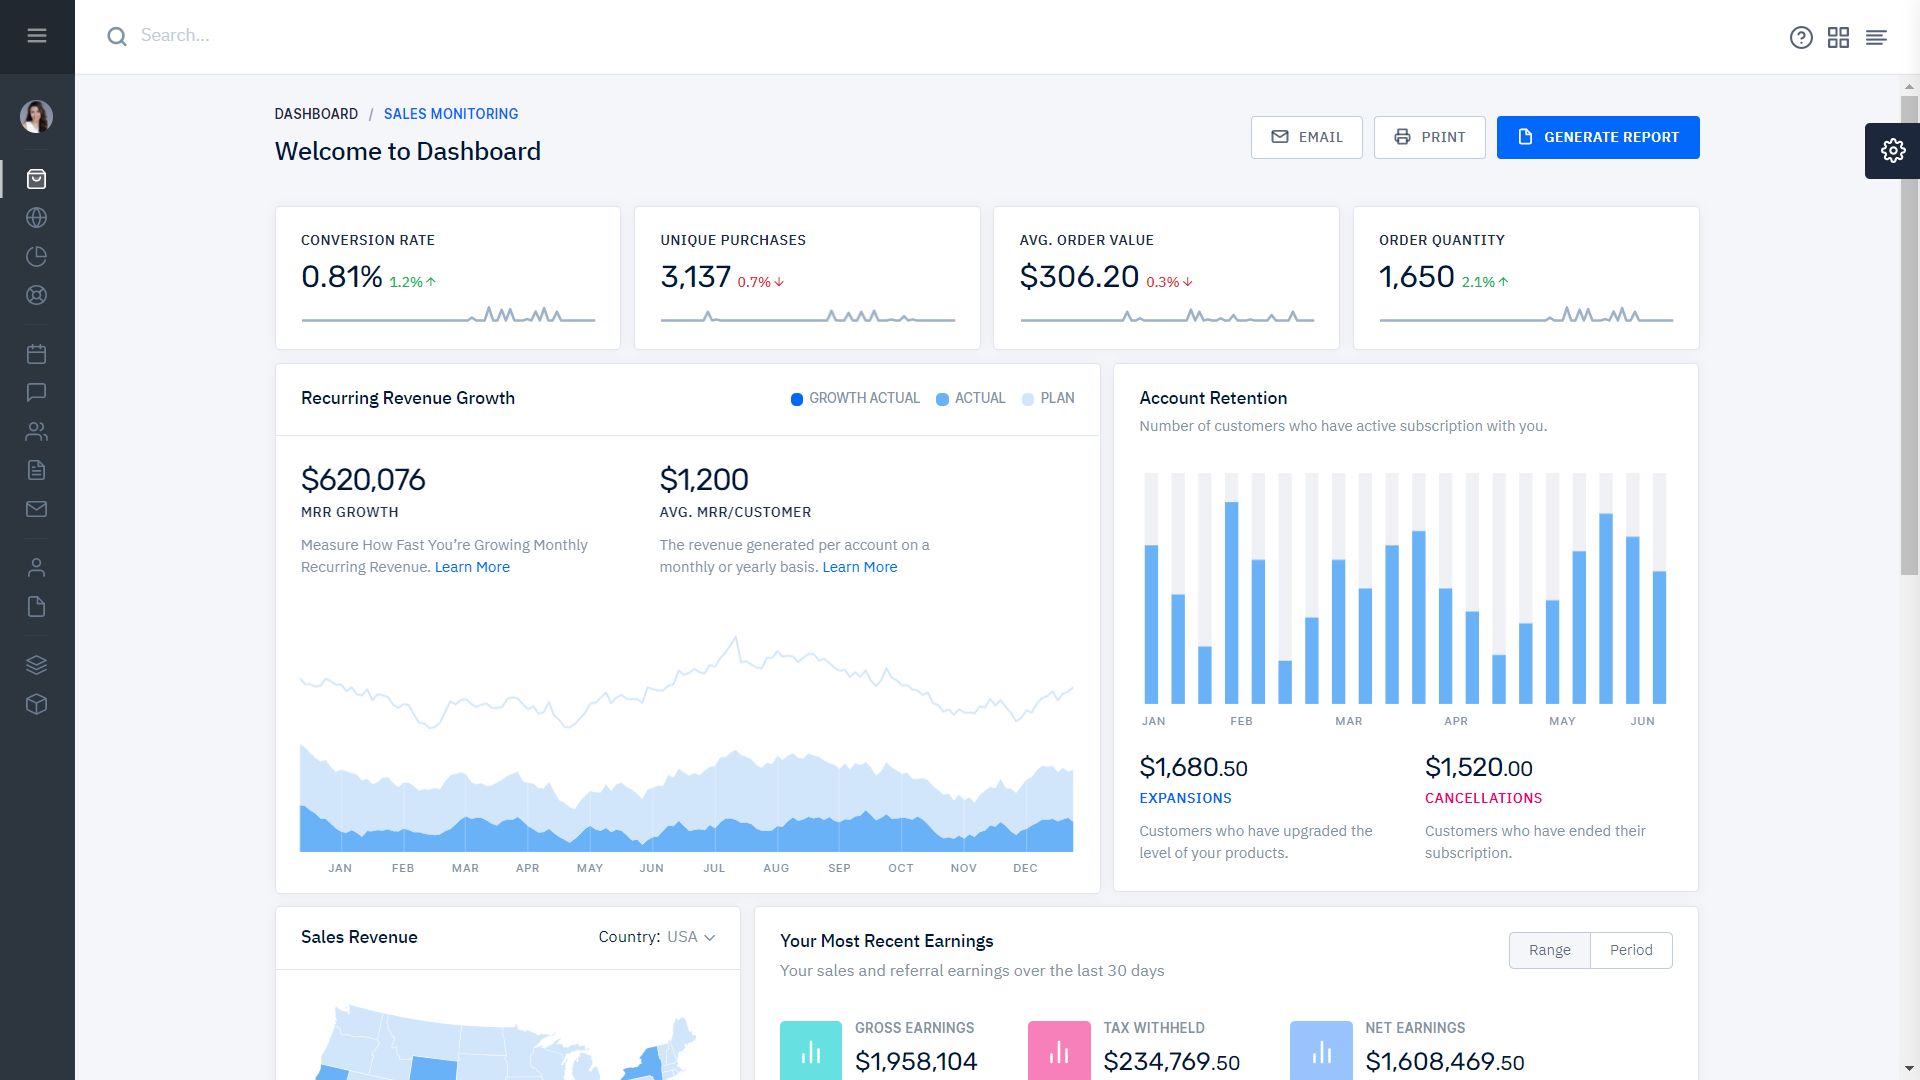 Search...
DASHBOARD / SALES MONITORING
Welcome to Dashboard
EMAIL
PRINT
GENERATE REPORT
CONVERSION RATE
0.81% 1.2%↑
UNIQUE PURCHASES
3,137 0.7%↓
AVG. ORDER VALUE
$306.20 0.3%↓
ORDER QUANTITY
1,650 2.1%↑
Recurring Revenue Growth
GROWTH ACTUAL ACTUAL PLAN
$620,076
MRR GROWTH
Measure How Fast You’re Growing Monthly
Recurring Revenue. Learn More
$1,200
AVG. MRR/CUSTOMER
The revenue generated per account on a
monthly or yearly basis. Learn More
JAN FEB MAR APR MAY JUN JUL AUG SEP OCT NOV DEC
Account Retention
Number of customers who have active subscription with you.
JAN FEB MAR APR MAY JUN
$1,680.50
EXPANSIONS
Customers who have upgraded the
level of your products.
$1,520.00
CANCELLATIONS
Customers who have ended their
subscription.
Sales Revenue
Country: USA
Your Most Recent Earnings
Your sales and referral earnings over the last 30 days
Range Period
GROSS EARNINGS
$1,958,104
TAX WITHHELD
$234,769.50
NET EARNINGS
$1,608,469.50